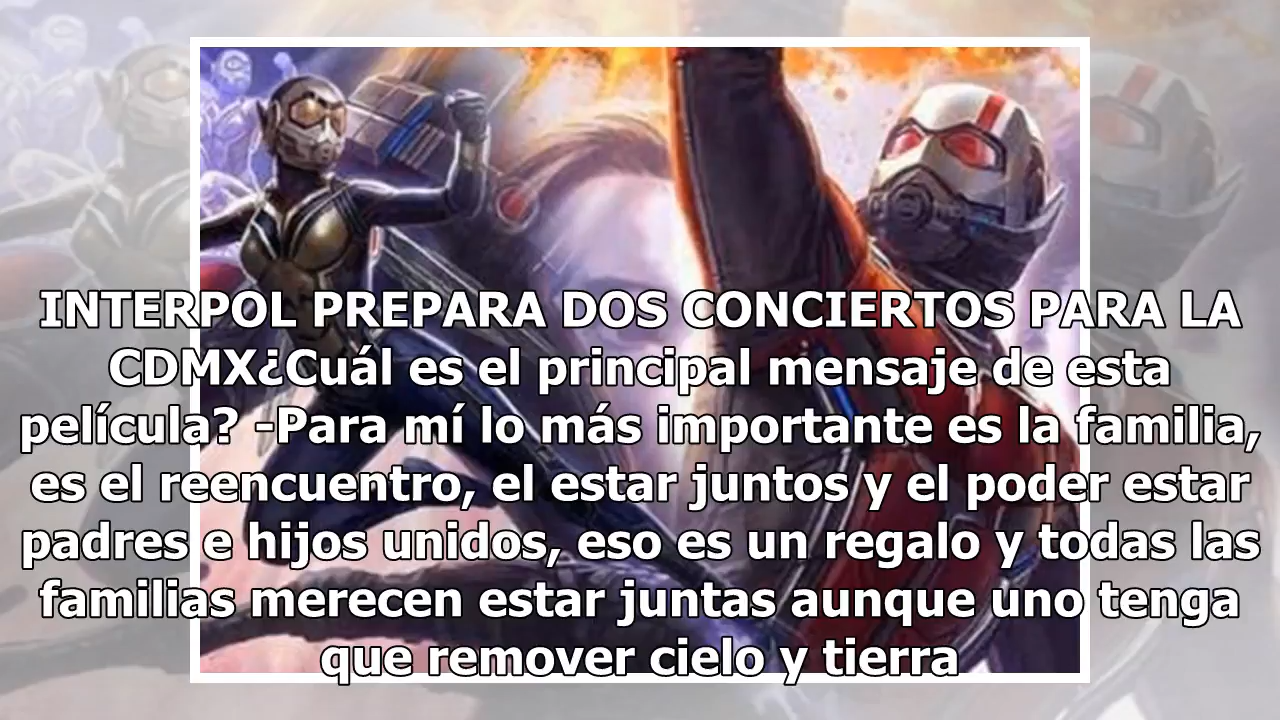 INTERPOL PREPARA DOS CONCIERTOS PARA LA
CDMX¿Cuál es el principal mensaje de esta
película? -Para mí lo más importante es la familia,
es el reencuentro, el estar juntos y el poder estar
padres e hijos unidos, eso es un regalo y todas las
familias merecen estar juntas aunque uno tenga
que remover cielo y tierra